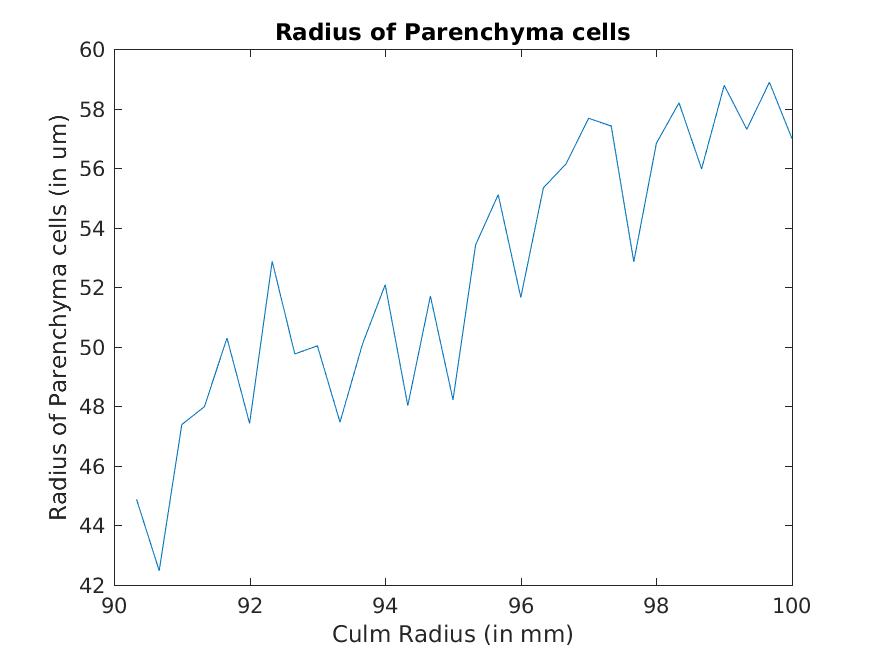 Radius of Parenchyma cells
60
58
56
54
52
50
48
46
44
42
Radius of Parenchyma cells (in um)
90 92 94 96 98 100
Culm Radius (in mm)